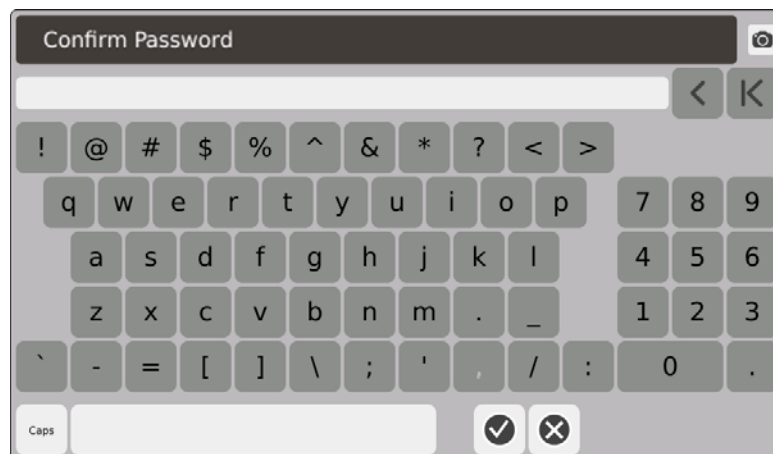 Confirm Password
! @ # $ % ^ & * ? < >
q w e r t y u i o p 7 8 9
a s d f g h j k l 4 5 6
z x c v b n m . _ 1 2 3
` - = [ ] \ ; ' , / : 0 .
Caps